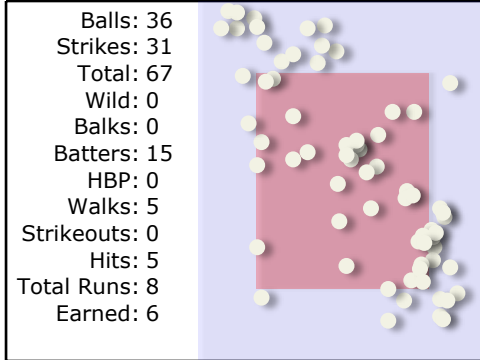 Balls: 36
Strikes: 31
Total: 67
Wild: 0
Balks: 0
Batters: 15
HBP: 0
Walks: 5
Strikeouts: 0
Hits: 5
Total Runs: 8
Earned: 6